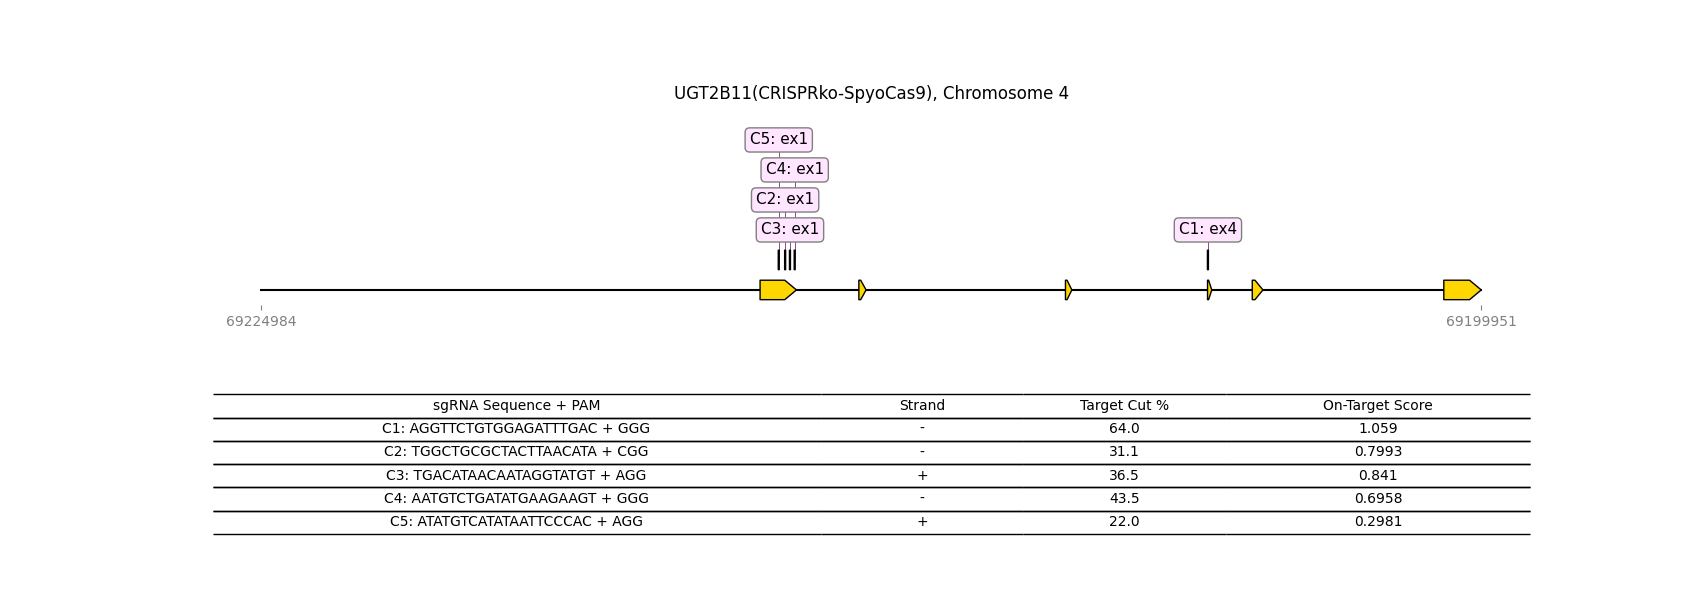 UGT2B11(CRISPRko-SpyoCas9), Chromosome 4
C5: ex1
C4: ex1
C2: ex1
C3: ex1
C1: ex4
69224984
69199951
sgRNA Sequence + PAM Strand Target Cut % On-Target Score
C1: AGGTTCTGTGGAGATTTGAC + GGG - 64.0 1.059
C2: TGGCTGCGCTACTTAACATA + CGG - 31.1 0.7993
C3: TGACATAACAATAGGTATGT + AGG + 36.5 0.841
C4: AATGTCTGATATGAAGAAGT + GGG - 43.5 0.6958
C5: ATATGTCATATAATTCCCAC + AGG + 22.0 0.2981